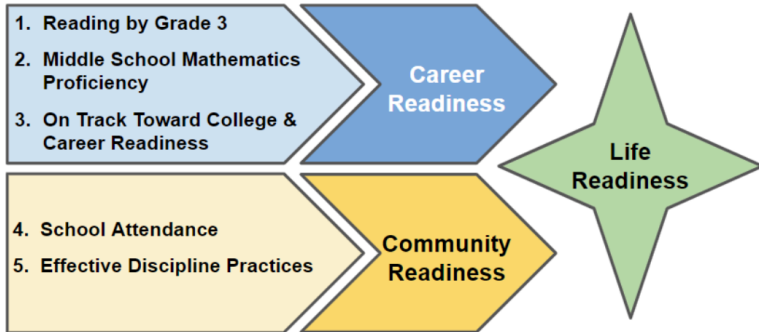 1. Reading by Grade 3
2. Middle School Mathematics
Proficiency
3. On Track Toward College &
Career Readiness
Career
Readiness
4. School Attendance
5. Effective Discipline Practices
Community
Readiness
Life
Readiness